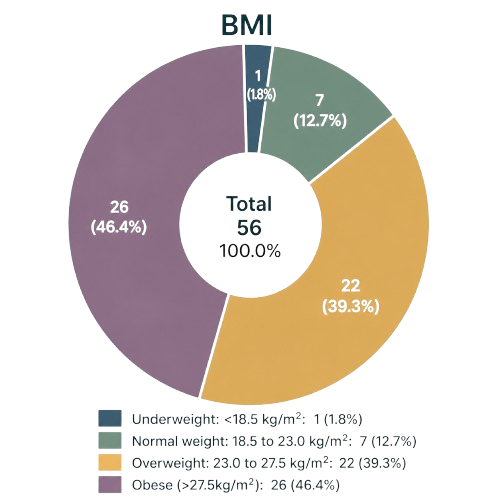 BMI
1
(1.8%)
7
(12.7%)
26
(46.4%)
Total
56
100.0%
22
(39.3%)
Underweight: <18.5 kg/m²: 1 (1.8%)
Normal weight: 18.5 to 23.0 kg/m²: 7 (12.7%)
Overweight: 23.0 to 27.5 kg/m²: 22 (39.3%)
Obese (>27.5kg/m²): 26 (46.4%)